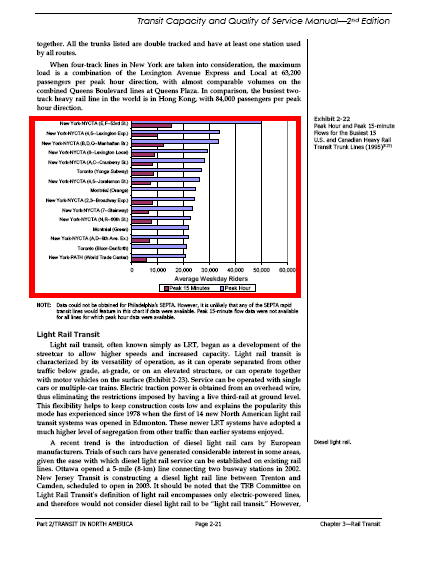 Transit Capacity and Quality of Service Manual—2nd Edition
together. All the trunks listed are double tracked and have at least one station used
by all routes.
When four-track lines in New York are taken into consideration, the maximum
load is a combination of the Lexington Avenue Express and Local at 63,200
passengers per peak hour direction, with almost comparable volumes on the
combined Queens Boulevard lines at Queens Plaza. In comparison, the busiest two-
track heavy rail line in the world is in Hong Kong, with 84,000 passengers per peak
hour direction.
Exhibit 2-22
Peak Hour and Peak 15-minute
Flows for the Busiest 15
U.S. and Canadian Heavy Rail
Transit Trunk Lines (1995)
New York-NYCTA (E,F–53rd St.)
New York-NYCTA (4,5–Lexington Exp.)
New York-NYCTA (B,D,Q–Manhattan Br.)
New York-NYCTA (6–Lexington Local)
New York-NYCTA (A,C–Cranberry St.)
Toronto (Yonge Subway)
New York-NYCTA (4,5–Joralemon St.)
Montréal (Orange)
New York-NYCTA (2,3–Broadway Exp.)
New York-NYCTA (7–Steinway)
New York-NYCTA (N,R–60th St.)
Montréal (Green)
New York-NYCTA (A,D–8th Ave. Ex.)
Toronto (Bloor-Danforth)
New York-PATH (World Trade Center)
0 10,000 20,000 30,000 40,000 50,000 60,000
Average Weekday Riders
Peak 15 Minutes Peak Hour
NOTE: Data could not be obtained for Philadelphia's SEPTA. However, it is unlikely that any of the SEPTA rapid
transit lines would feature in this chart if data were available. Peak 15-minute flow data were not available
for all lines for which peak hour data were available.
Light Rail Transit
Light rail transit, often known simply as LRT, began as a development of the
streetcar to allow higher speeds and increased capacity. Light rail transit is
characterized by its versatility of operation, as it can operate separated from other
traffic below grade, at-grade, or on an elevated structure, or can operate together
with motor vehicles on the surface (Exhibit 2-23). Service can be operated with single
cars or multiple-car trains. Electric traction power is obtained from an overhead wire,
thus eliminating the restrictions imposed by having a live third-rail at ground level.
This flexibility helps to keep construction costs low and explains the popularity this
mode has experienced since 1978 when the first of 14 new North American light rail
transit systems was opened in Edmonton. These newer LRT systems have adopted a
much higher level of segregation from other traffic than earlier systems enjoyed.
A recent trend is the introduction of diesel light rail cars by European
manufacturers. Trials of such cars have generated considerable interest in some areas,
given the ease with which diesel light rail service can be established on existing rail
lines. Ottawa opened a 5-mile (8-km) line connecting two busway stations in 2002.
New Jersey Transit is constructing a diesel light rail line between Trenton and
Camden, scheduled to open in 2003. It should be noted that the TRB Committee on
Light Rail Transit's definition of light rail encompasses only electric-powered lines,
and therefore would not consider diesel light rail to be "light rail transit." However,
Diesel light rail.
Part 2/TRANSIT IN NORTH AMERICA Page 2-21 Chapter 3—Rail Transit